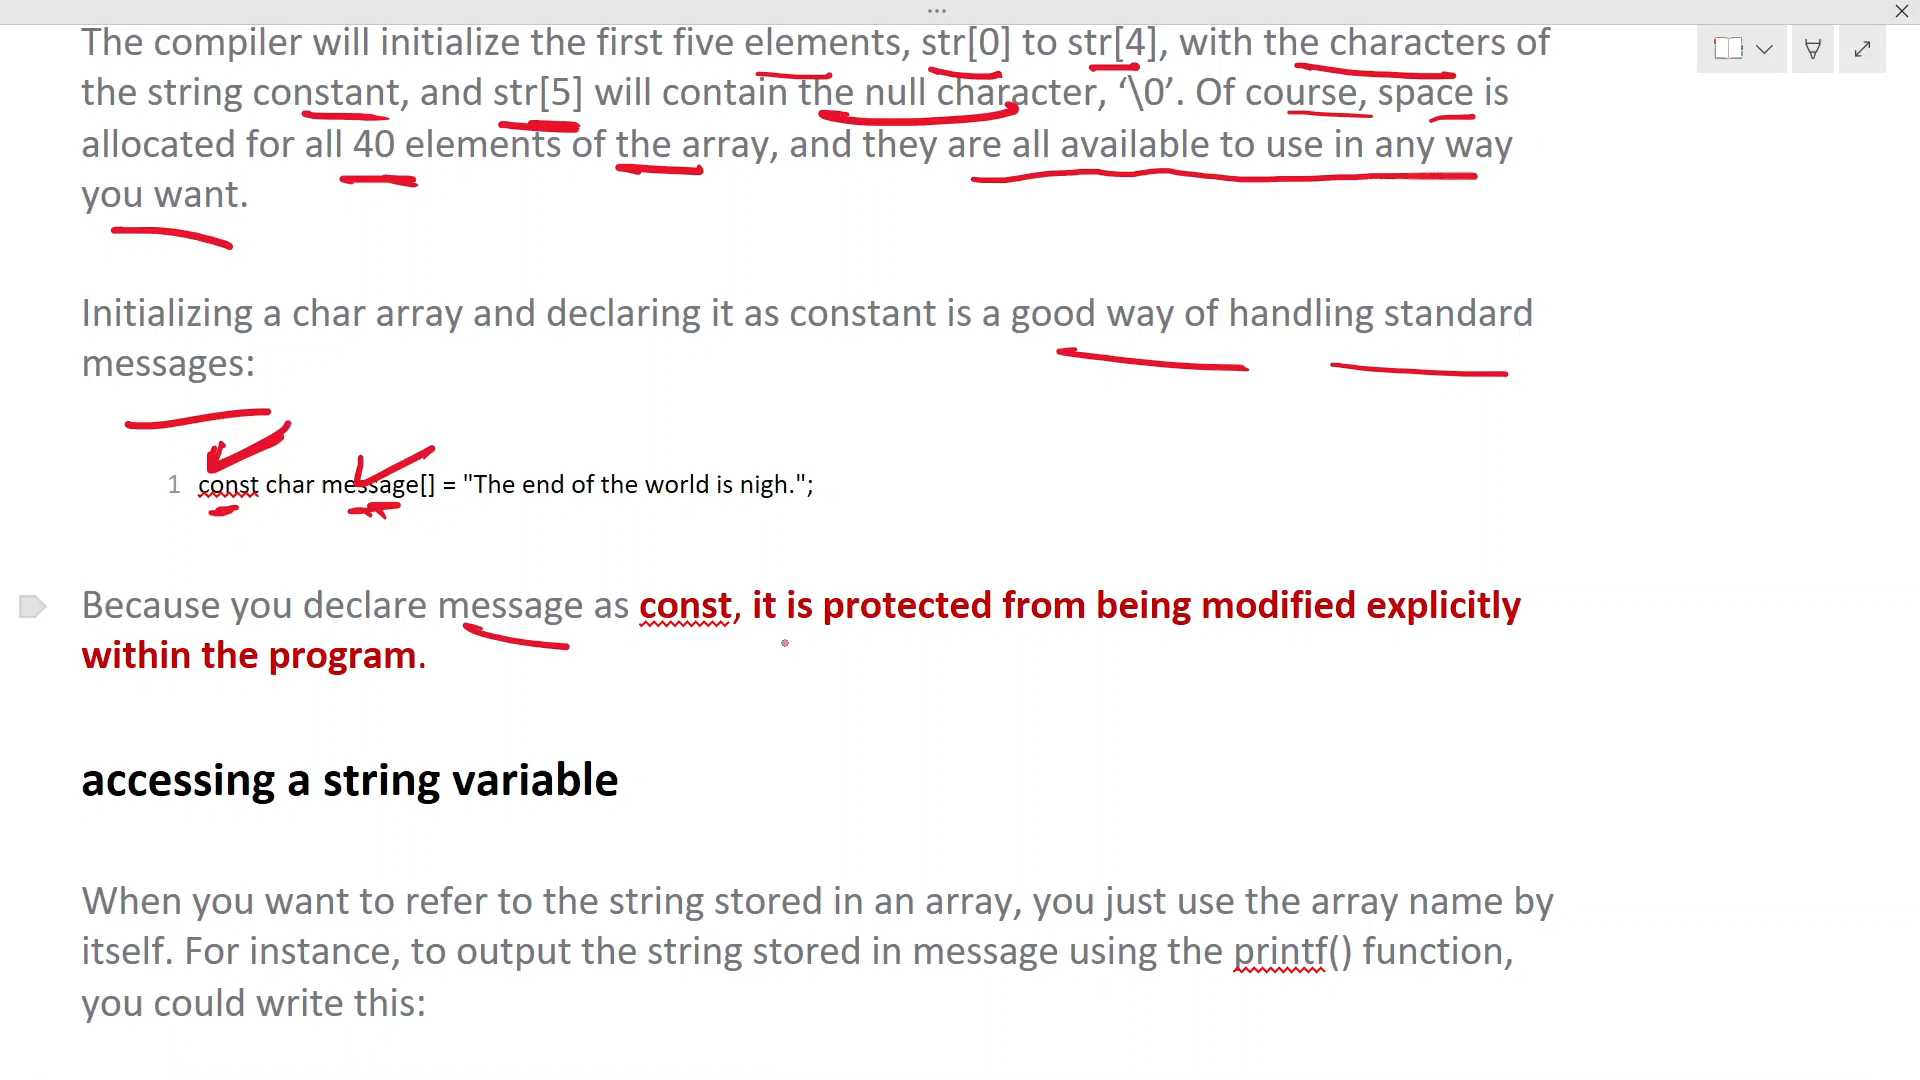 The compiler will initialize the first five elements, str[0] to str[4], with the characters of
the string constant, and str[5] will contain the null character, ‘\0’. Of course, space is
allocated for all 40 elements of the array, and they are all available to use in any way
you want.
Initializing a char array and declaring it as constant is a good way of handling standard
messages:
1 const char message[] = "The end of the world is nigh.";
Because you declare message as const, it is protected from being modified explicitly
within the program.
accessing a string variable
When you want to refer to the string stored in an array, you just use the array name by
itself. For instance, to output the string stored in message using the printf() function,
you could write this: